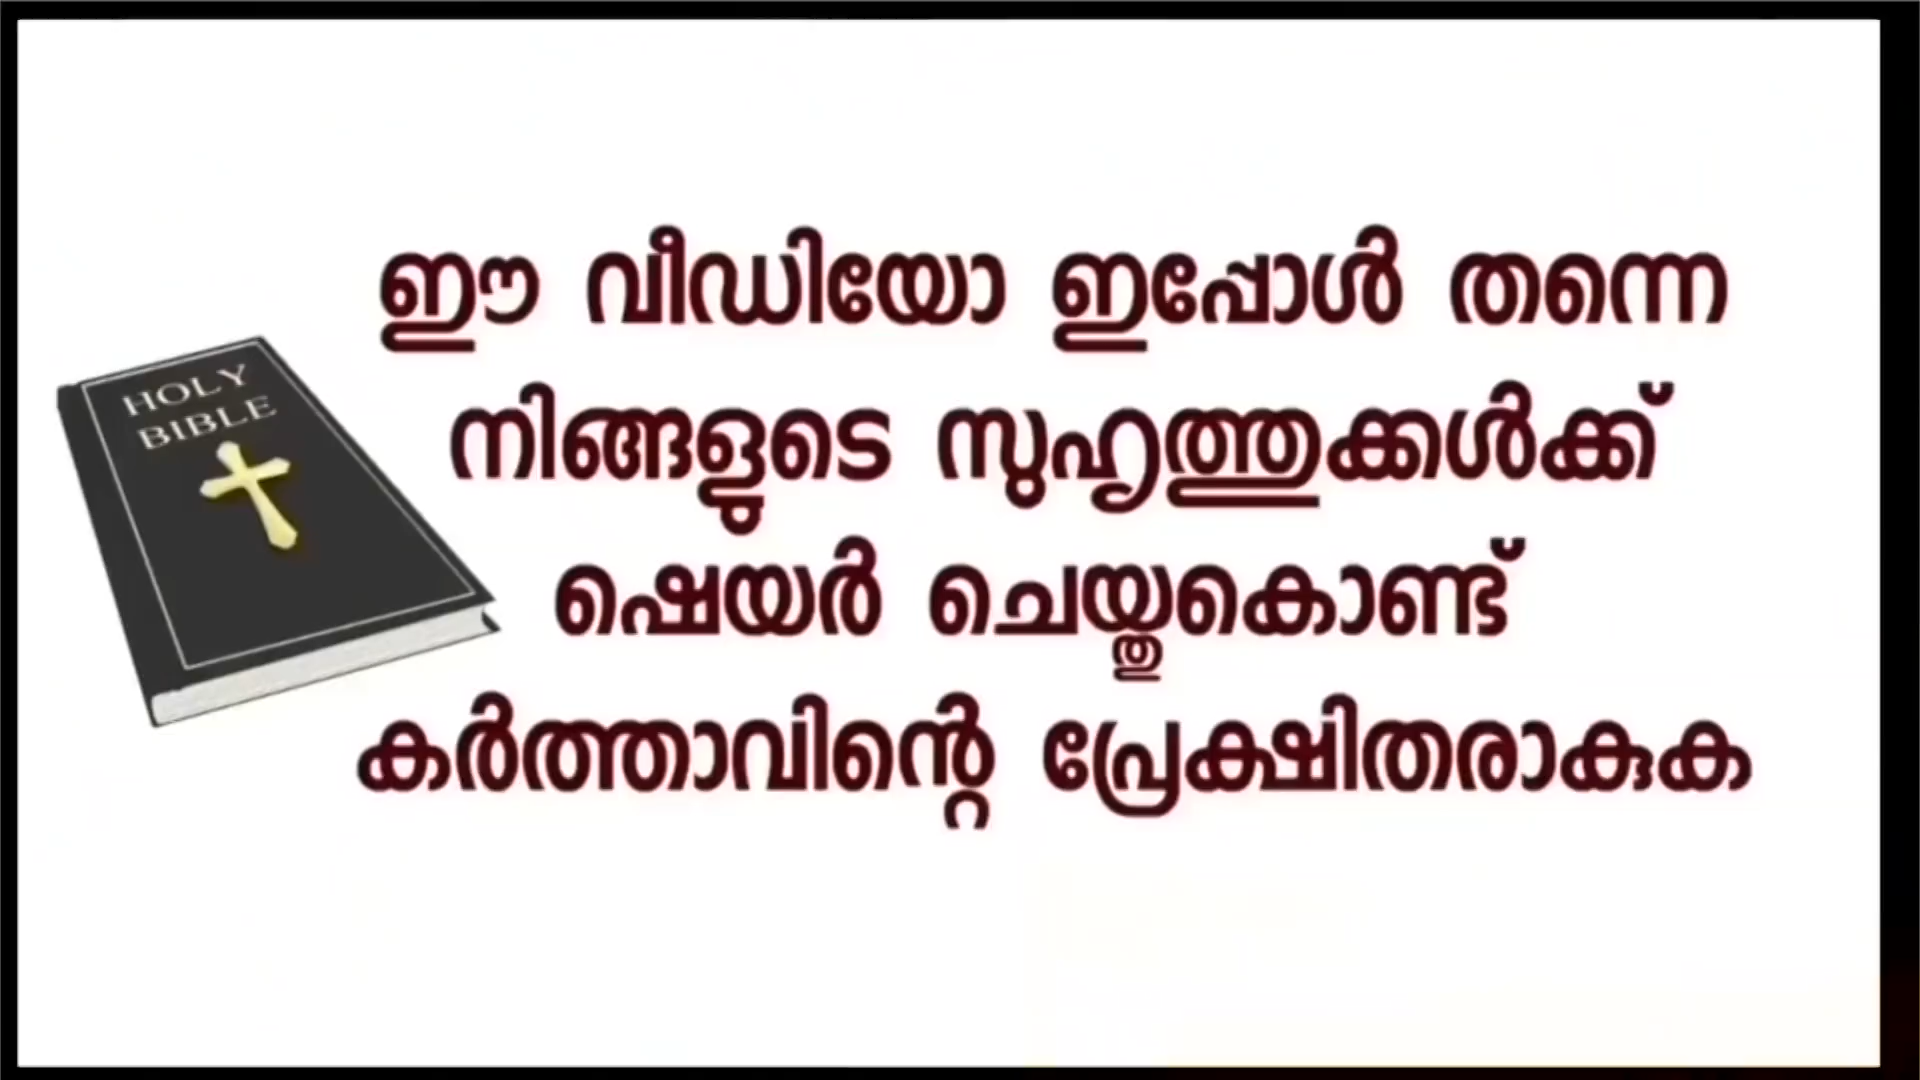 HOLY
BIBLE
ഈ വീഡിയോ ഇപ്പോൾ തന്നെ
നിങ്ങളുടെ സുഹൃത്തുക്കൾക്ക്
ഷെയർ ചെയ്തുകൊണ്ട്
കർത്താവിന്റെ പ്രേക്ഷിതരാകുക